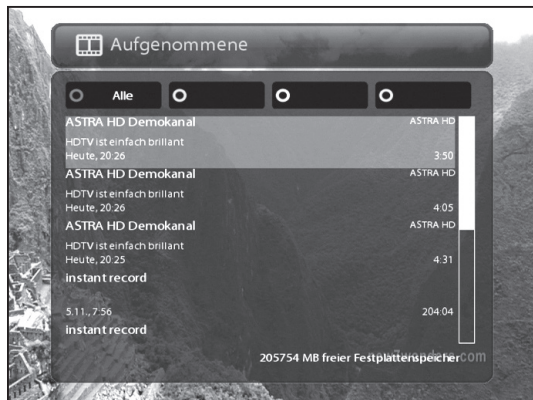 Aufgenommene
Alle
ASTRA HD Demokanal ASTRA HD
HDTV ist einfach brillant
Heute, 20:26 3:50
ASTRA HD Demokanal ASTRA HD
HDTV ist einfach brillant
Heute, 20:26 4:05
ASTRA HD Demokanal ASTRA HD
HDTV ist einfach brillant
Heute, 20:25 4:31
instant record
5.11., 7:56 204:04
instant record
205754 MB freier Festplattenspeicher